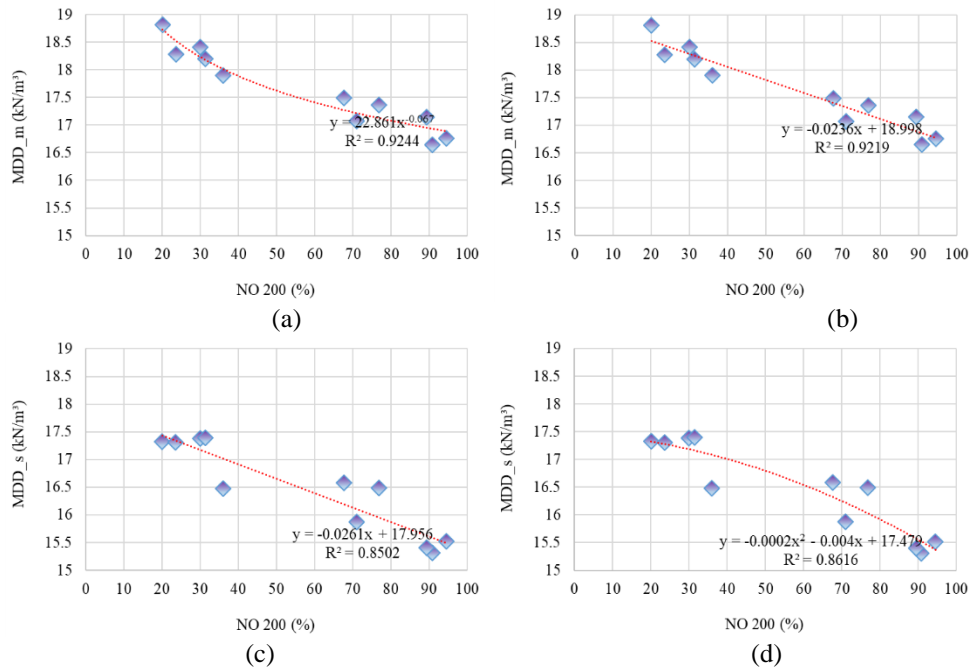 19
18.5
18
17.5
17
16.5
16
15.5
15
MDD_m (kN/m³)
y = 22.861x^-0.067
R² = 0.9244
0 10 20 30 40 50 60 70 80 90 100
NO 200 (%)
(a)
19
18.5
18
17.5
17
16.5
16
15.5
15
MDD_m (kN/m³)
y = -0.0236x + 18.998
R² = 0.9219
0 10 20 30 40 50 60 70 80 90 100
NO 200 (%)
(b)
19
18.5
18
17.5
17
16.5
16
15.5
15
MDD_s (kN/m³)
y = -0.0261x + 17.956
R² = 0.8502
0 10 20 30 40 50 60 70 80 90 100
NO 200 (%)
(c)
19
18.5
18
17.5
17
16.5
16
15.5
15
MDD_s (kN/m³)
y = -0.0002x² - 0.004x + 17.479
R² = 0.8616
0 10 20 30 40 50 60 70 80 90 100
NO 200 (%)
(d)